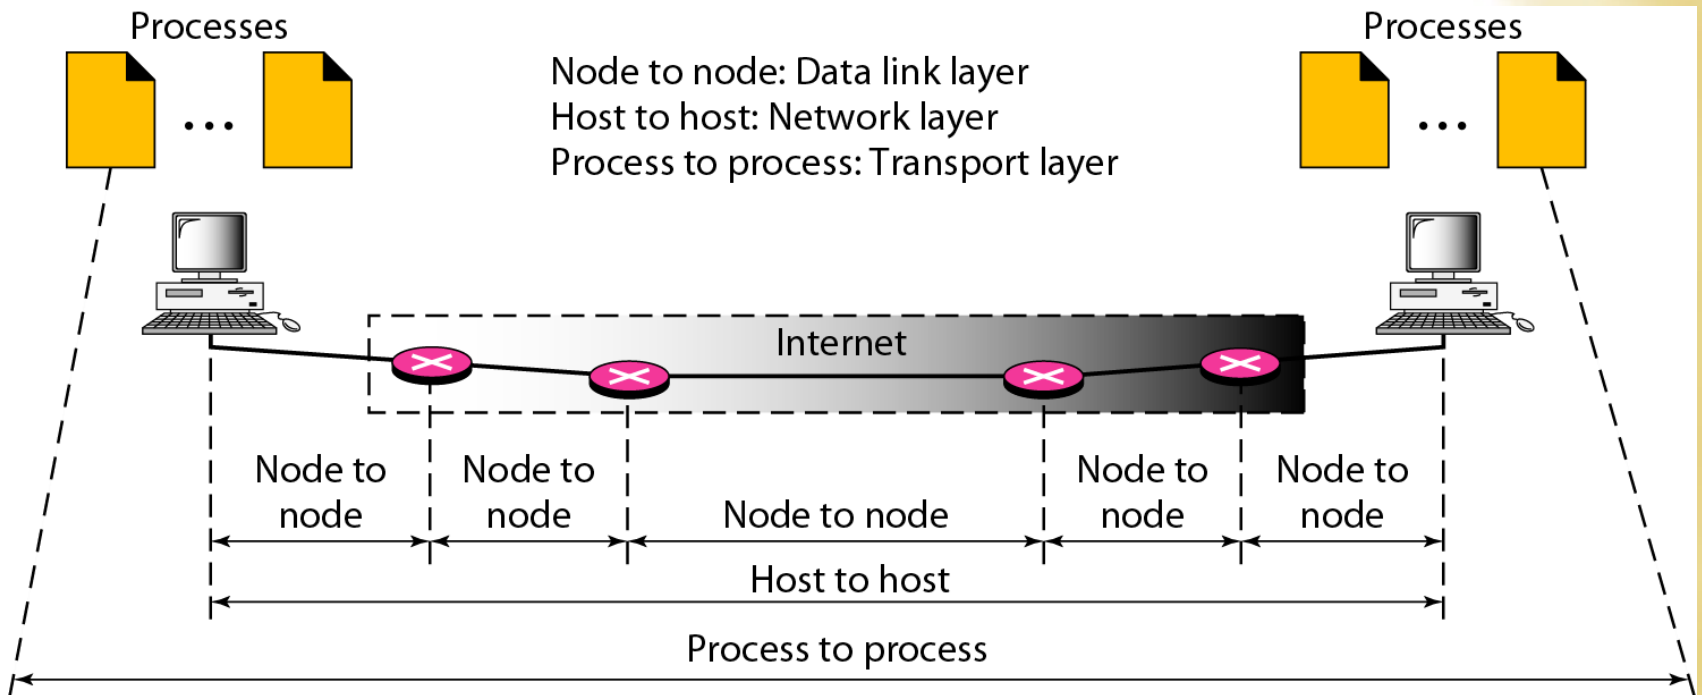 Processes
Processes
Node to node: Data link layer
Host to host: Network layer
Process to process: Transport layer
Internet
Node to
node
Node to
node
Node to node
Node to
node
Node to
node
Host to host
Process to process